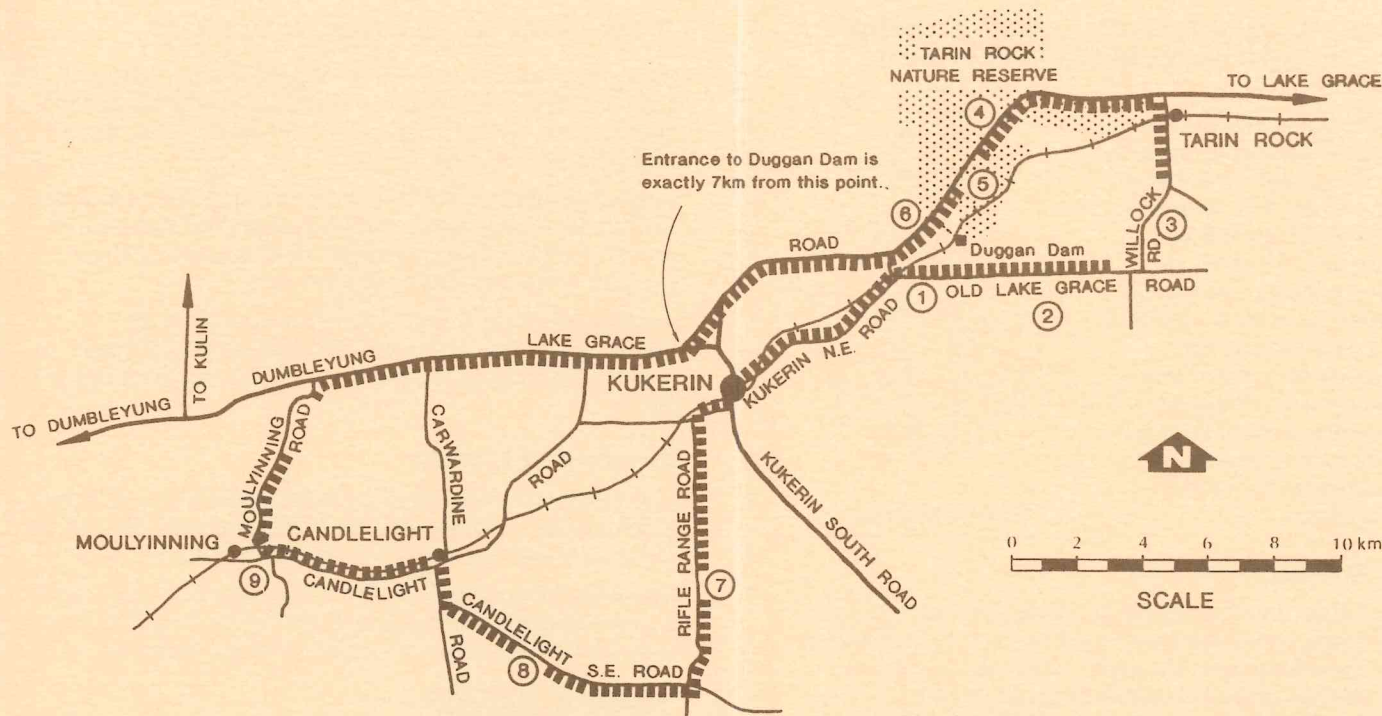 TARIN ROCK
NATURE RESERVE
TO LAKE GRACE
④
TARIN ROCK
Entrance to Duggan Dam is
exactly 7km from this point..
⑤
⑥
WILLOCK
RD
③
ROAD
Duggan Dam
① OLD LAKE GRACE ROAD
②
TO KULIN
LAKE GRACE
DUMBLEYUNG
KUKERIN
KUKERIN N.E. ROAD
TO DUMBLEYUNG
MOULYINNING
ROAD
CARWARDINE
ROAD
RIFLE RANGE ROAD
KUKERIN SOUTH ROAD
N
MOULYINNING
CANDLELIGHT
CANDLELIGHT
⑨
⑦
0 2 4 6 8 10 km
SCALE
CANDLELIGHT
S.E. ROAD
⑧
ROAD